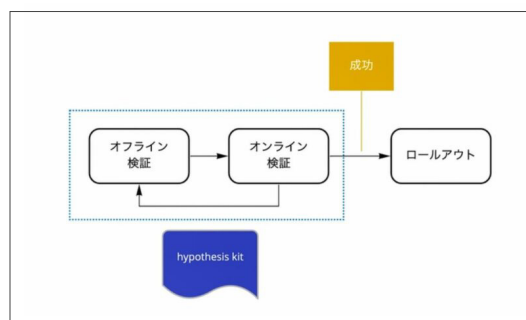 成功
オフライン
検証
オンライン
検証
ロールアウト
hypothesis kit